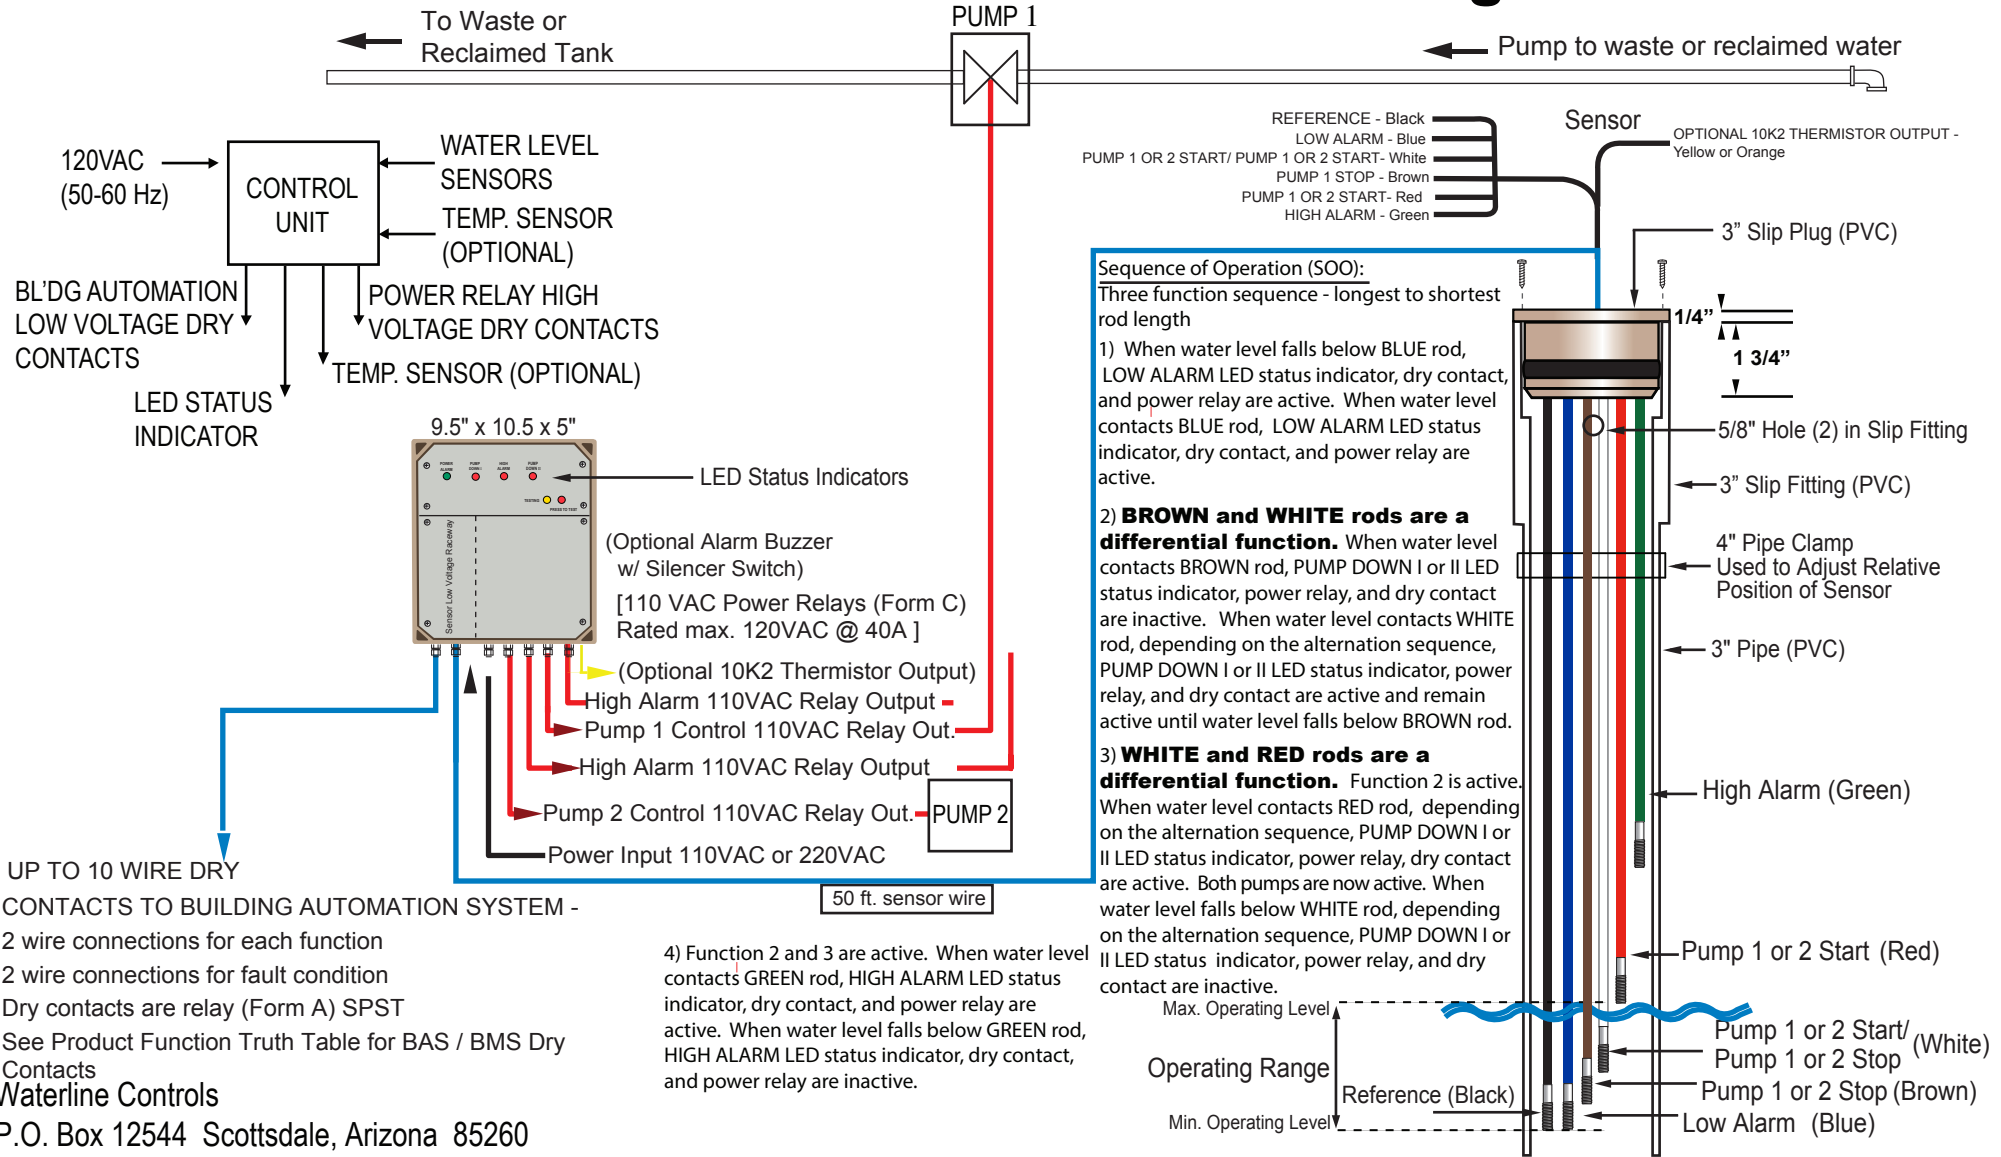 To Waste or
Reclaimed Tank
PUMP 1
Pump to waste or reclaimed water
120VAC
(50-60 Hz)
CONTROL
UNIT
WATER LEVEL
SENSORS
TEMP. SENSOR
(OPTIONAL)
BL'DG AUTOMATION
LOW VOLTAGE DRY
CONTACTS
POWER RELAY HIGH
VOLTAGE DRY CONTACTS
TEMP. SENSOR (OPTIONAL)
LED STATUS
INDICATOR
REFERENCE - Black
LOW ALARM - Blue
PUMP 1 OR 2 START/ PUMP 1 OR 2 START- White
PUMP 1 STOP - Brown
PUMP 1 OR 2 START- Red
HIGH ALARM - Green
Sensor
OPTIONAL 10K2 THERMISTOR OUTPUT -
Yellow or Orange
3” Slip Plug (PVC)
1/4”
1 3/4”
5/8" Hole (2) in Slip Fitting
3” Slip Fitting (PVC)
4" Pipe Clamp
Used to Adjust Relative
Position of Sensor
3" Pipe (PVC)
High Alarm (Green)
Pump 1 or 2 Start (Red)
Pump 1 or 2 Start/
Pump 1 or 2 Stop
(White)
Pump 1 or 2 Stop (Brown)
Low Alarm (Blue)
9.5" x 10.5 x 5"
POWER
ALARM
PUMP
DOWN I
HIGH
ALARM
PUMP
DOWN II
TESTING
PRESS TO TEST
Sensor Low Voltage Raceway
LED Status Indicators
(Optional Alarm Buzzer
w/ Silencer Switch)
[110 VAC Power Relays (Form C)
Rated max. 120VAC @ 40A ]
(Optional 10K2 Thermistor Output)
High Alarm 110VAC Relay Output
Pump 1 Control 110VAC Relay Out.
High Alarm 110VAC Relay Output
Pump 2 Control 110VAC Relay Out.
PUMP 2
Power Input 110VAC or 220VAC
50 ft. sensor wire
Sequence of Operation (SOO):
Three function sequence - longest to shortest
rod length
1) When water level falls below BLUE rod,
LOW ALARM LED status indicator, dry contact,
and power relay are active. When water level
contacts BLUE rod, LOW ALARM LED status
indicator, dry contact, and power relay are
active.
2) BROWN and WHITE rods are a
differential function. When water level
contacts BROWN rod, PUMP DOWN I or II LED
status indicator, power relay, and dry contact
are inactive. When water level contacts WHITE
rod, depending on the alternation sequence,
PUMP DOWN I or II LED status indicator, power
relay, and dry contact are active and remain
active until water level falls below BROWN rod.
3) WHITE and RED rods are a
differential function. Function 2 is active.
When water level contacts RED rod, depending
on the alternation sequence, PUMP DOWN I or
II LED status indicator, power relay, dry contact
are active. Both pumps are now active. When
water level falls below WHITE rod, depending
on the alternation sequence, PUMP DOWN I or
II LED status indicator, power relay, and dry
contact are inactive.
4) Function 2 and 3 are active. When water level
contacts GREEN rod, HIGH ALARM LED status
indicator, dry contact, and power relay are
active. When water level falls below GREEN rod,
HIGH ALARM LED status indicator, dry contact,
and power relay are inactive.
Max. Operating Level
Operating Range
Reference (Black)
Min. Operating Level
UP TO 10 WIRE DRY
CONTACTS TO BUILDING AUTOMATION SYSTEM -
2 wire connections for each function
2 wire connections for fault condition
Dry contacts are relay (Form A) SPST
See Product Function Truth Table for BAS / BMS Dry
Contacts
Waterline Controls
P.O. Box 12544 Scottsdale, Arizona 85260